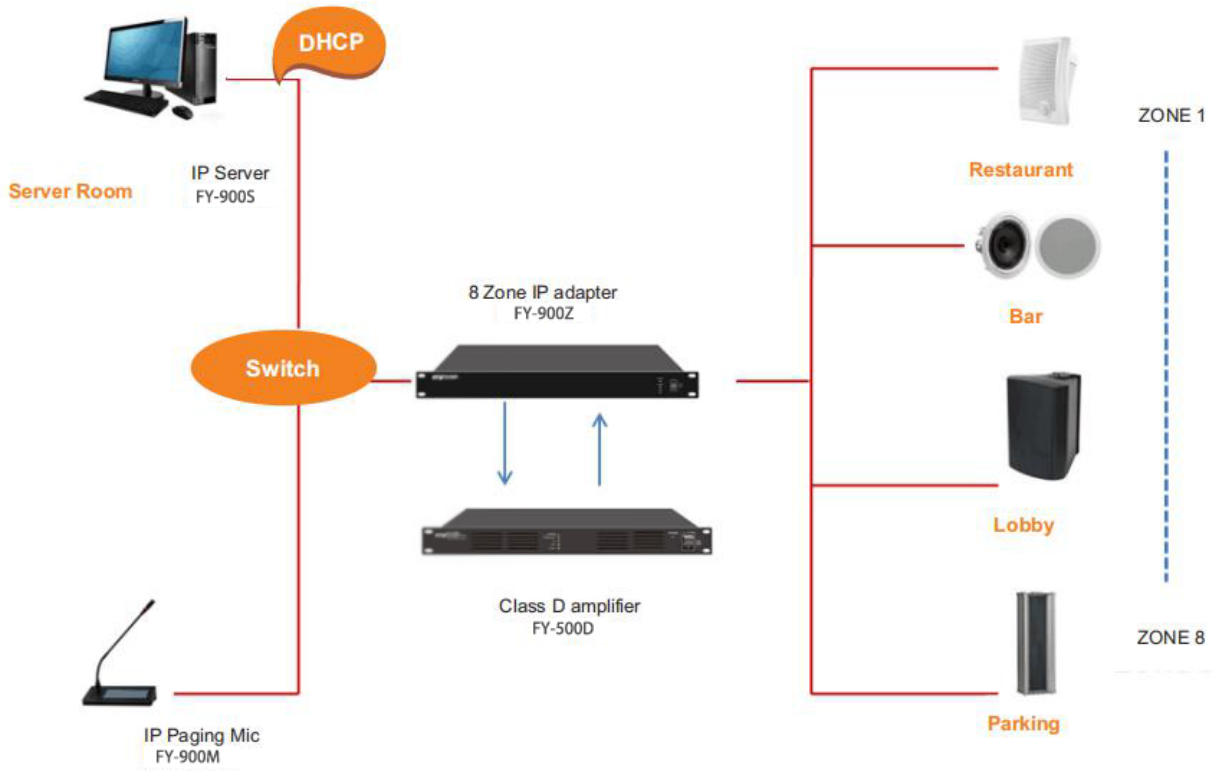 DHCP
IP Server
FY-900S
Server Room
ZONE 1
Restaurant
8 Zone IP adapter
FY-900Z
Bar
Switch
Lobby
Class D amplifier
FY-500D
ZONE 8
IP Paging Mic
FY-900M
Parking